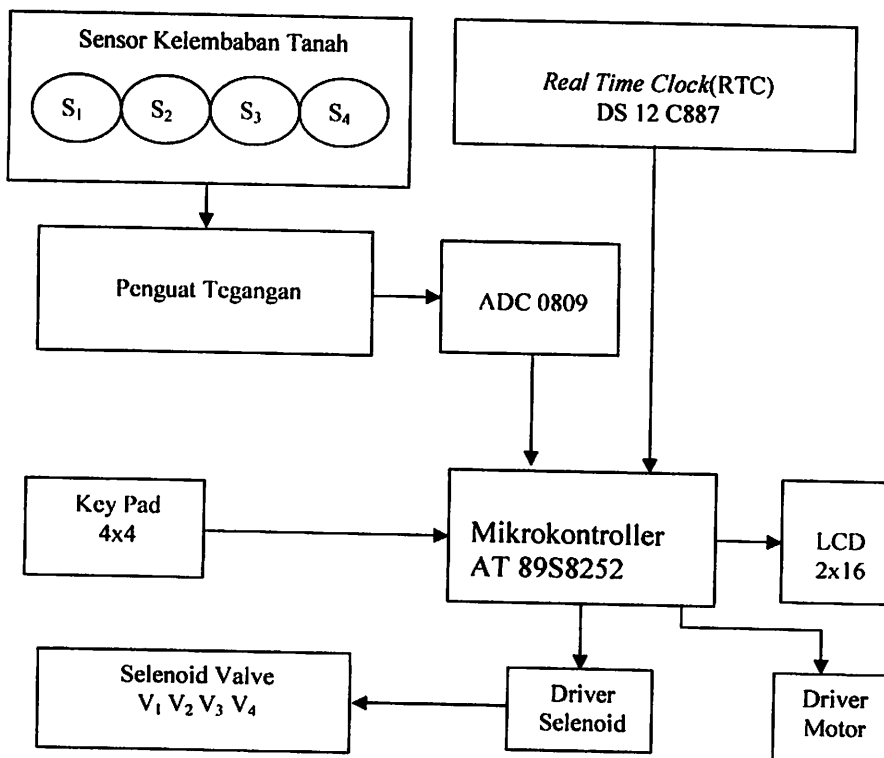 Sensor Kelembaban Tanah
S₁ S₂ S₃ S₄
Real Time Clock(RTC)
DS 12 C887
Penguat Tegangan
ADC 0809
Key Pad
4x4
Mikrokontroller
AT 89S8252
LCD
2x16
Selenoid Valve
V₁ V₂ V₃ V₄
Driver
Selenoid
Driver
Motor